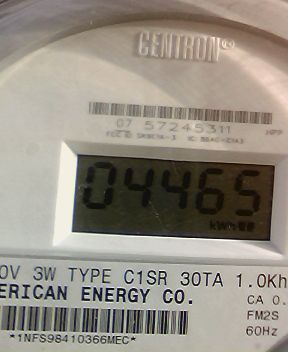 CENTRON®
07 57245311
04465
kWh
0V 3W TYPE C1SR 30TA 1.0Kh
ERICAN ENERGY CO.
CA 0.
FM2S
*1NFS98410366MEC*
60Hz